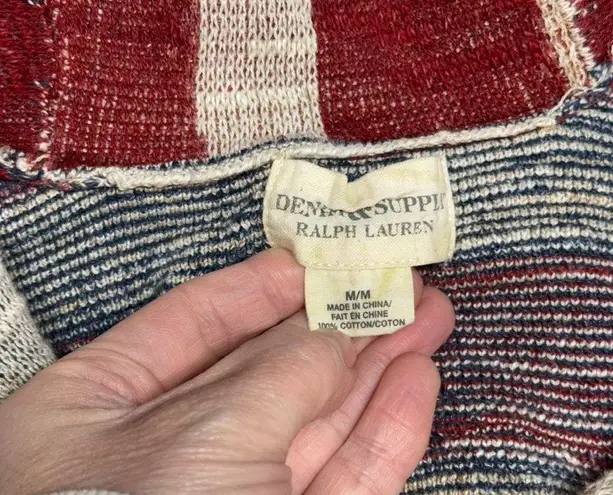 DENIM & SUPPLY
RALPH LAUREN
M/M
MADE IN CHINA/
FAIT EN CHINE
100% COTTON/COTON